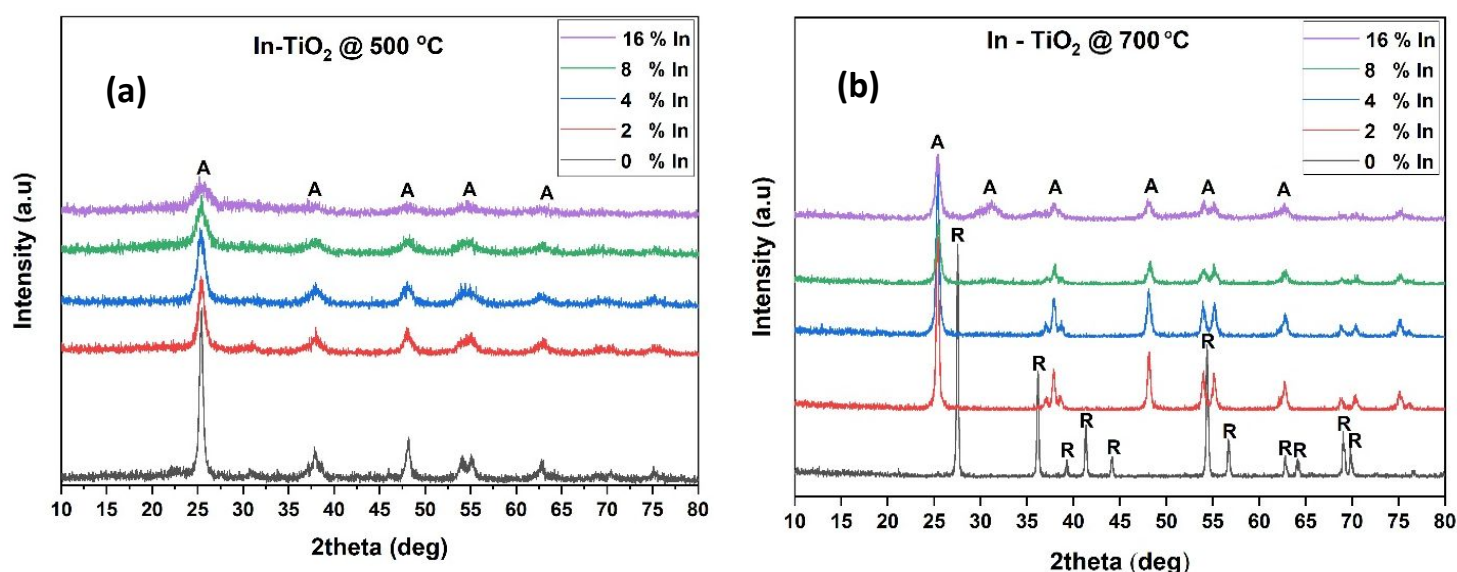 In-TiO₂ @ 500 °C
(a)
16 % In
8 % In
4 % In
2 % In
0 % In
A
A
A
A
A
Intensity (a.u)
10 15 20 25 30 35 40 45 50 55 60 65 70 75 80
2theta (deg)
In - TiO₂ @ 700 °C
(b)
16 % In
8 % In
4 % In
2 % In
0 % In
A
A
A
A
A
A
R
R
R
R
R
R
R
R
R
R
R
Intensity (a.u)
10 15 20 25 30 35 40 45 50 55 60 65 70 75 80
2theta (deg)